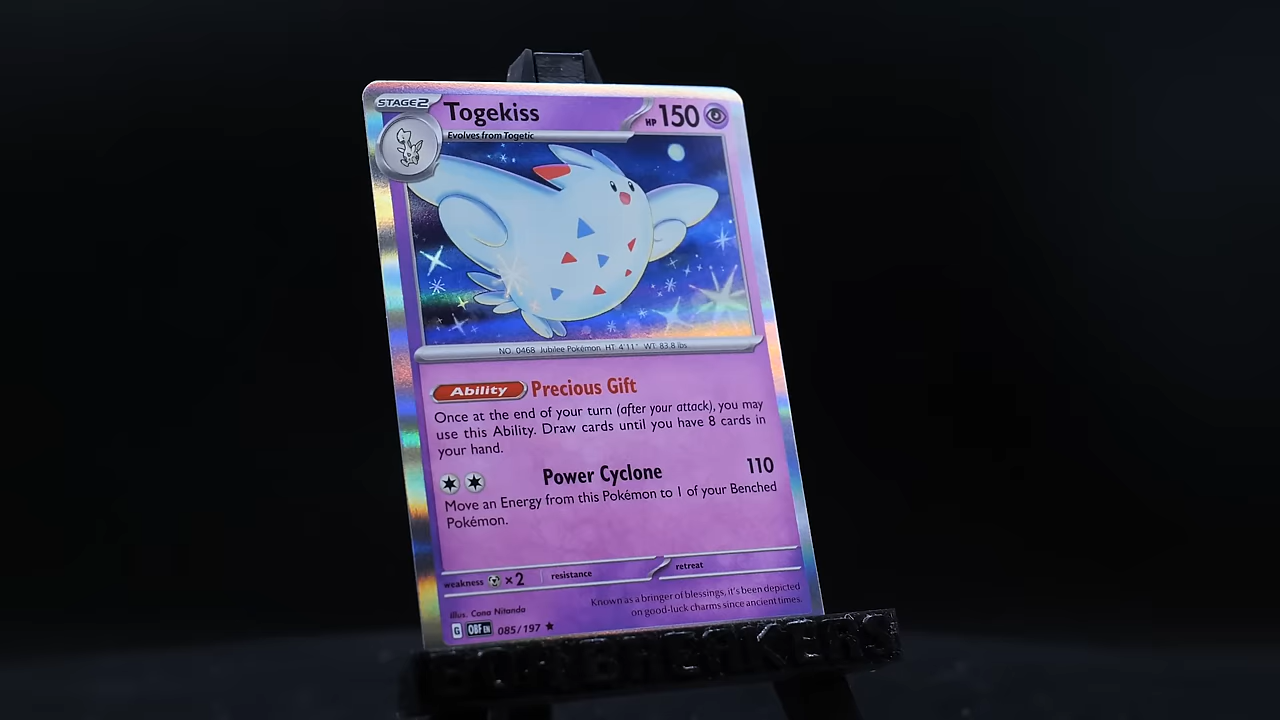 STAGE2
Togekiss
HP 150
Evolves from Togetic
NO. 0468 Jubilee Pokémon HT: 4'11" WT: 83.8 lbs
Ability Precious Gift
Once at the end of your turn (after your attack), you may
use this Ability. Draw cards until you have 8 cards in
your hand.
Power Cyclone 110
Move an Energy from this Pokémon to 1 of your Benched
Pokémon.
weakness ×2 resistance retreat
Illus. Cona Nitanda
Known as a bringer of blessings, it's been depicted
on good-luck charms since ancient times.
G OBF EN 085/197
BOXBREAKERS